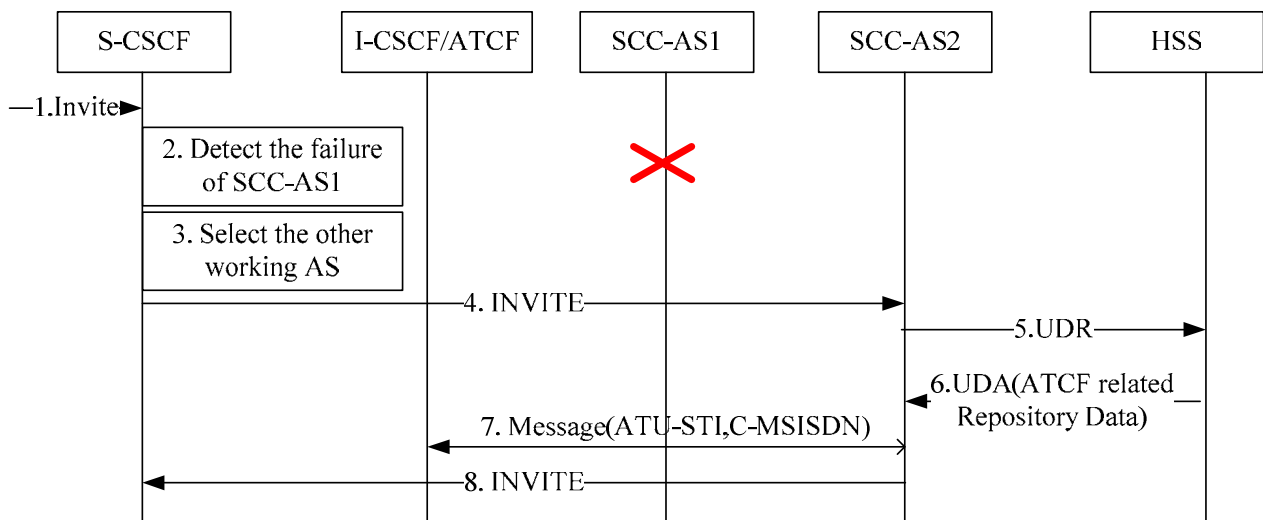 S-CSCF
I-CSCF/ATCF
SCC-AS1
SCC-AS2
HSS
1.Invite
2. Detect the failure
of SCC-AS1
3. Select the other
working AS
4. INVITE
5.UDR
6.UDA(ATCF related
Repository Data)
7. Message(ATU-STI,C-MSISDN)
8. INVITE